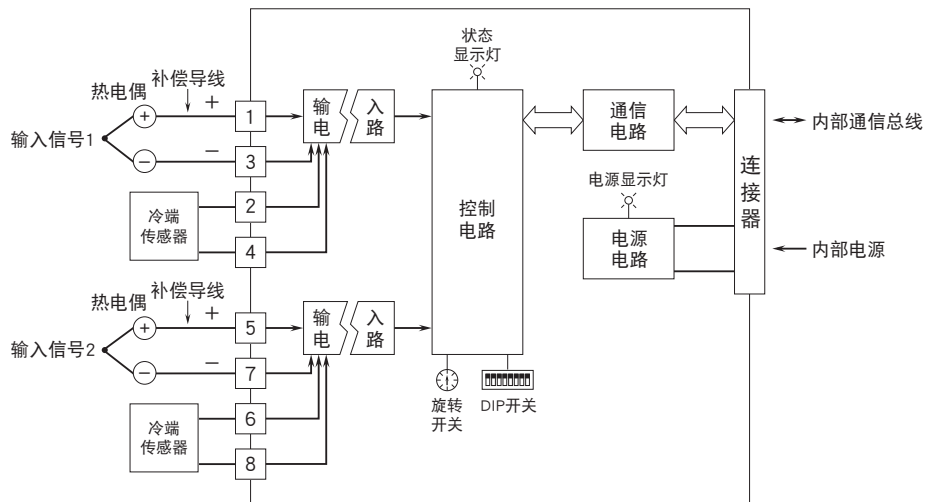 状态
显示灯
热电偶
补偿导线
+
+
1
输 入
电 路
输入信号1
−
−
3
2
冷端
传感器
4
控制
电路
通信
电路
连接器
内部通信总线
电源显示灯
电源
电路
内部电源
热电偶
补偿导线
+
+
5
输 入
电 路
输入信号2
−
−
7
6
冷端
传感器
8
旋转
开关
DIP开关